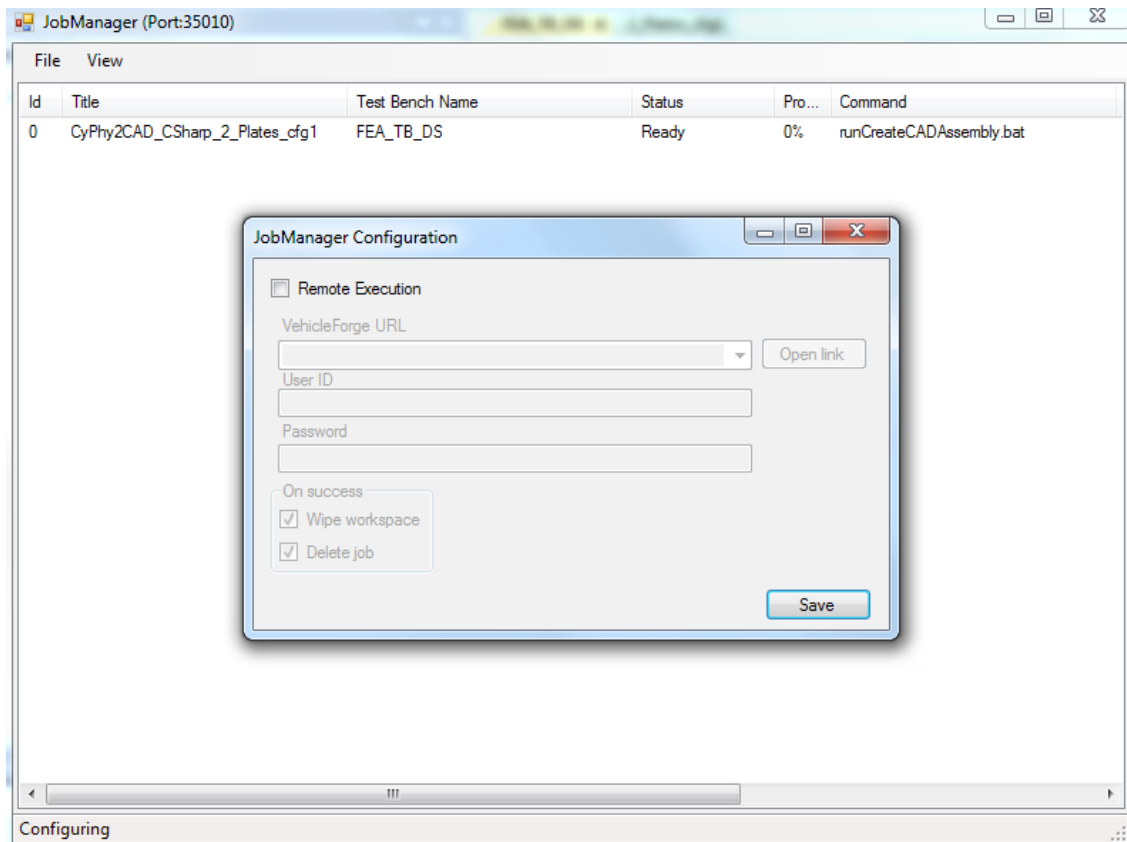 JobManager (Port:35010)
File View
Id Title Test Bench Name Status Pro... Command
0 CyPhy2CAD_CSharp_2_Plates_cfg1 FEA_TB_DS Ready 0% runCreateCADAssembly.bat
JobManager Configuration
Remote Execution
VehicleForge URL
Open link
User ID
Password
On success
Wipe workspace
Delete job
Save
Configuring